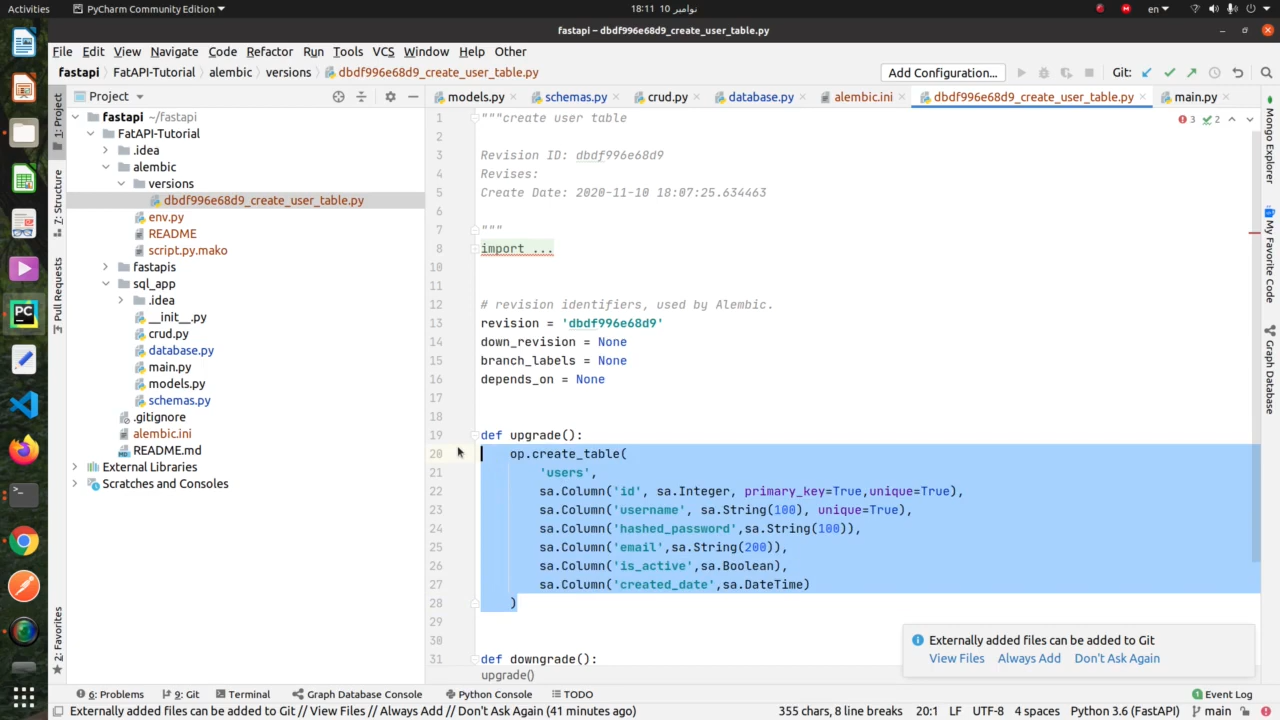 Activities
PyCharm Community Edition
18:11 10 نوامبر
en
fastapi – dbdf996e68d9_create_user_table.py
File Edit View Navigate Code Refactor Run Tools VCS Window Help Other
fastapi FatAPI-Tutorial alembic versions dbdf996e68d9_create_user_table.py
Add Configuration...
Git:
Project
models.py schemas.py crud.py database.py alembic.ini dbdf996e68d9_create_user_table.py main.py
1: Project
7: Structure
Pull Requests
2: Favorites
fastapi ~/fastapi
FatAPI-Tutorial
.idea
alembic
versions
dbdf996e68d9_create_user_table.py
env.py
README
script.py.mako
fastapis
sql_app
.idea
__init__.py
crud.py
database.py
main.py
models.py
schemas.py
.gitignore
alembic.ini
README.md
External Libraries
Scratches and Consoles
PC
3 2
1 """create user table
2
3 Revision ID: dbdf996e68d9
4 Revises:
5 Create Date: 2020-11-10 18:07:25.634463
6
7 """
8 import ...
10
11
12 # revision identifiers, used by Alembic.
13 revision = 'dbdf996e68d9'
14 down_revision = None
15 branch_labels = None
16 depends_on = None
17
18
19 def upgrade():
20 op.create_table(
21 'users',
22 sa.Column('id', sa.Integer, primary_key=True,unique=True),
23 sa.Column('username', sa.String(100), unique=True),
24 sa.Column('hashed_password',sa.String(100)),
25 sa.Column('email',sa.String(200)),
26 sa.Column('is_active',sa.Boolean),
27 sa.Column('created_date',sa.DateTime)
28 )
29
30
31 def downgrade():
upgrade()
Mongo Explorer
My Favorite Code
Graph Database
Externally added files can be added to Git
View Files Always Add Don't Ask Again
6: Problems 9: Git Terminal Graph Database Console Python Console TODO
Event Log
Externally added files can be added to Git // View Files // Always Add // Don't Ask Again (41 minutes ago)
355 chars, 8 line breaks 20:1 LF UTF-8 4 spaces Python 3.6 (FastAPI) main